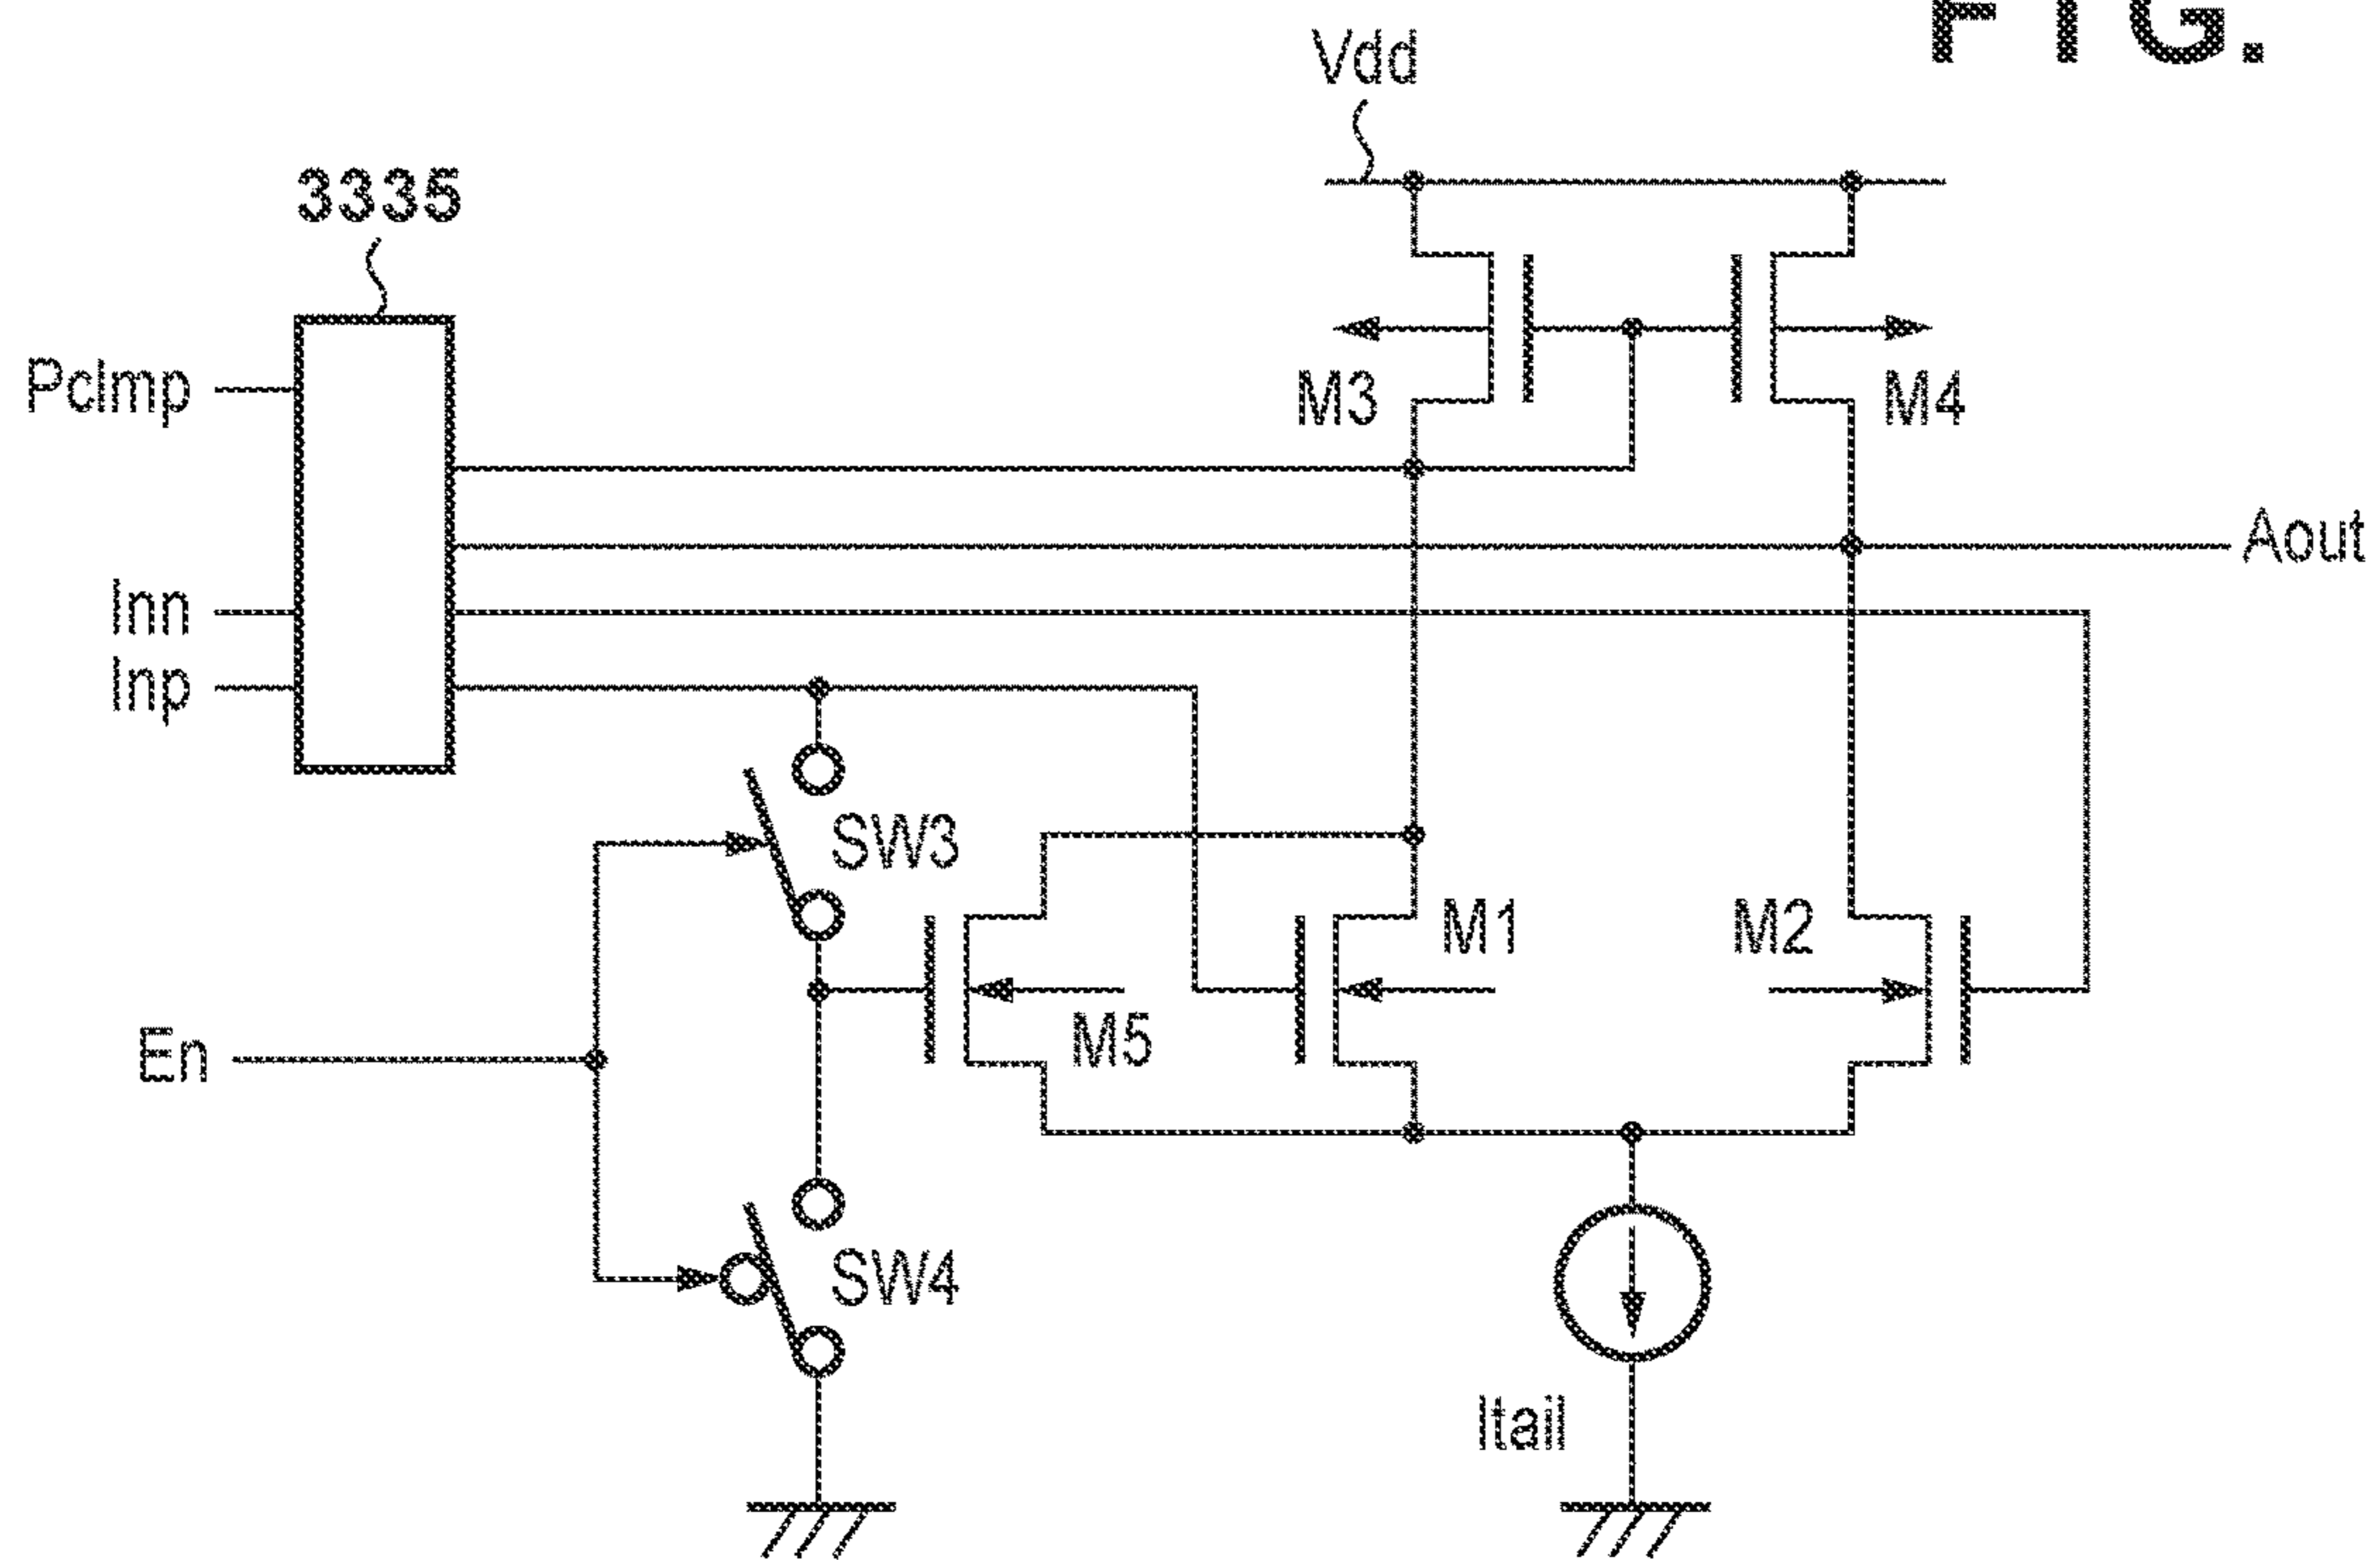 FIG.
Vdd
3335
Pclmp
M3
M4
Aout
Inn
Inp
SW3
M1
M2
M5
En
SW4
Itail